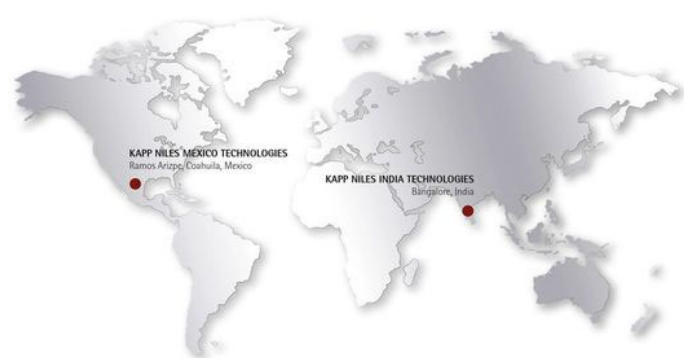 KAPP NILES MEXICO TECHNOLOGIES
Ramos Arizpe, Coahuila, Mexico
KAPP NILES INDIA TECHNOLOGIES
Bangalore, India